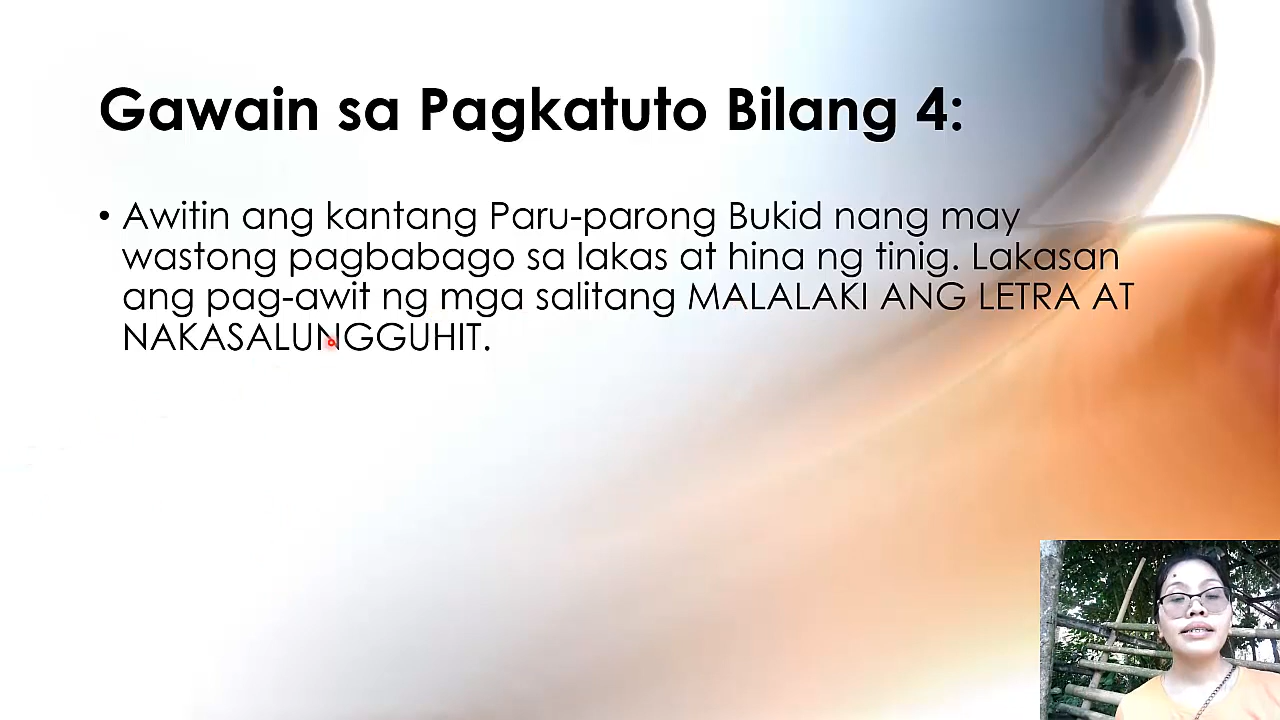 Gawain sa Pagkatuto Bilang 4:
• Awitin ang kantang Paru-parong Bukid nang may
wastong pagbabago sa lakas at hina ng tinig. Lakasan
ang pag-awit ng mga salitang MALALAKI ANG LETRA AT
NAKASALUNGGUHIT.